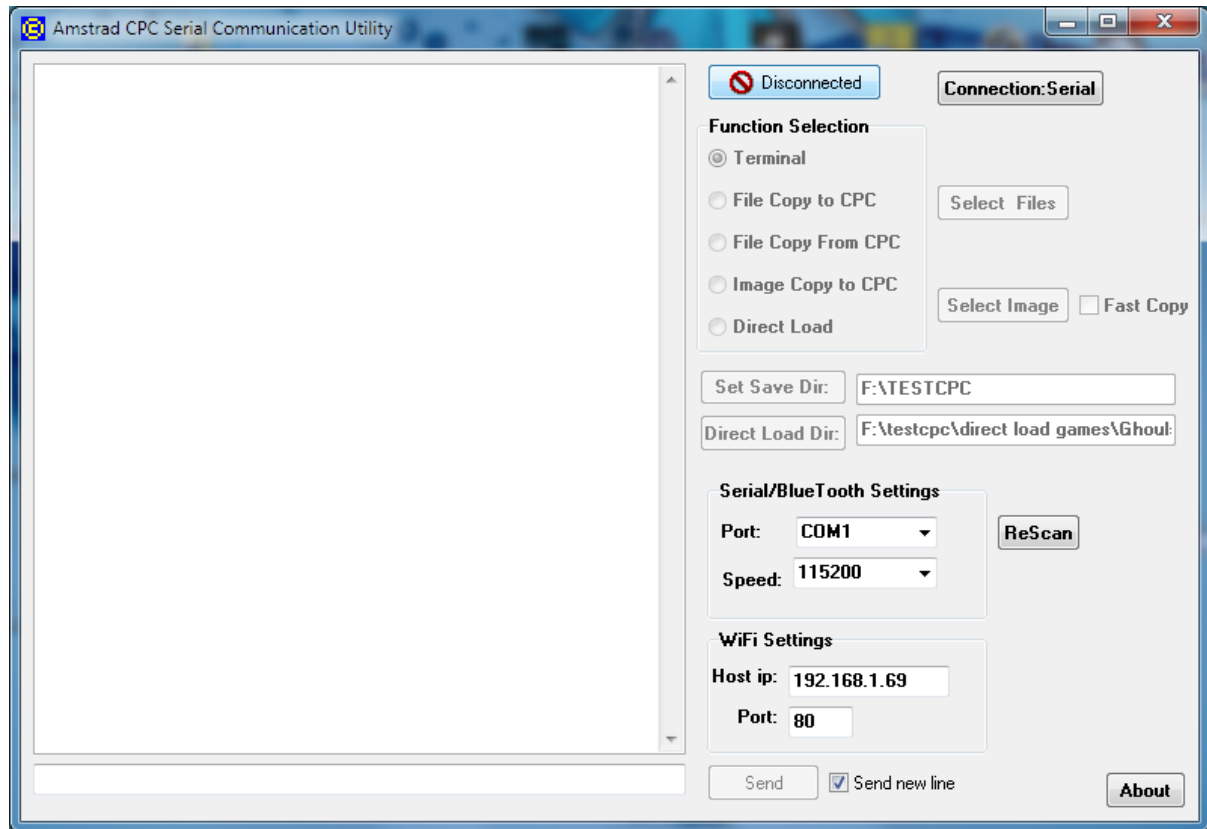 Amstrad CPC Serial Communication Utility
Disconnected
Connection:Serial
Function Selection
Terminal
File Copy to CPC
Select Files
File Copy From CPC
Image Copy to CPC
Select Image
Fast Copy
Direct Load
Set Save Dir:
F:\TESTCPC
Direct Load Dir:
F:\testcpc\direct load games\Ghoul
Serial/BlueTooth Settings
Port:
COM1
ReScan
Speed:
115200
WiFi Settings
Host ip:
192.168.1.69
Port:
80
Send
Send new line
About